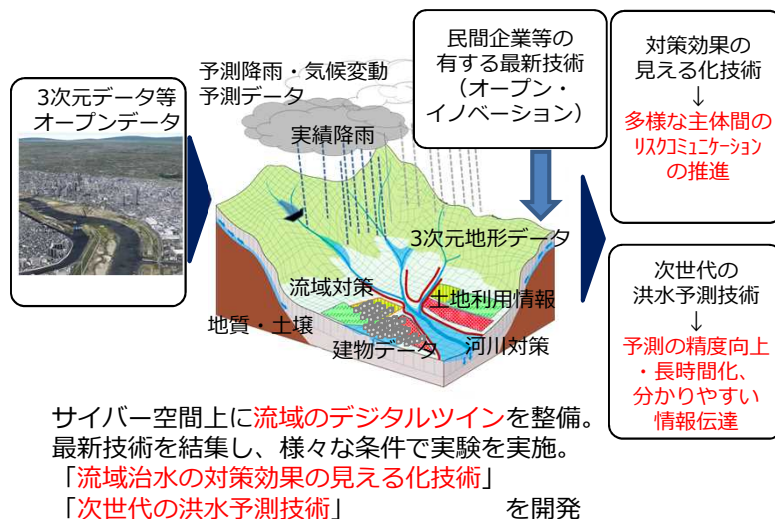 3次元データ等
オープンデータ
予測降雨・気候変動
予測データ
実績降雨
民間企業等の
有する最新技術
（オープン・
イノベーション）
3次元地形データ
流域対策
土地利用情報
地質・土壌
建物データ
河川対策
対策効果の
見える化技術
↓
多様な主体間の
ﾘｽｸｺﾐｭﾆｹｰｼｮﾝ
の推進
次世代の
洪水予測技術
↓
予測の精度向上
・長時間化、
分かりやすい
情報伝達
サイバー空間上に流域のデジタルツインを整備。
最新技術を結集し、様々な条件で実験を実施。
「流域治水の対策効果の見える化技術」
「次世代の洪水予測技術」 を開発